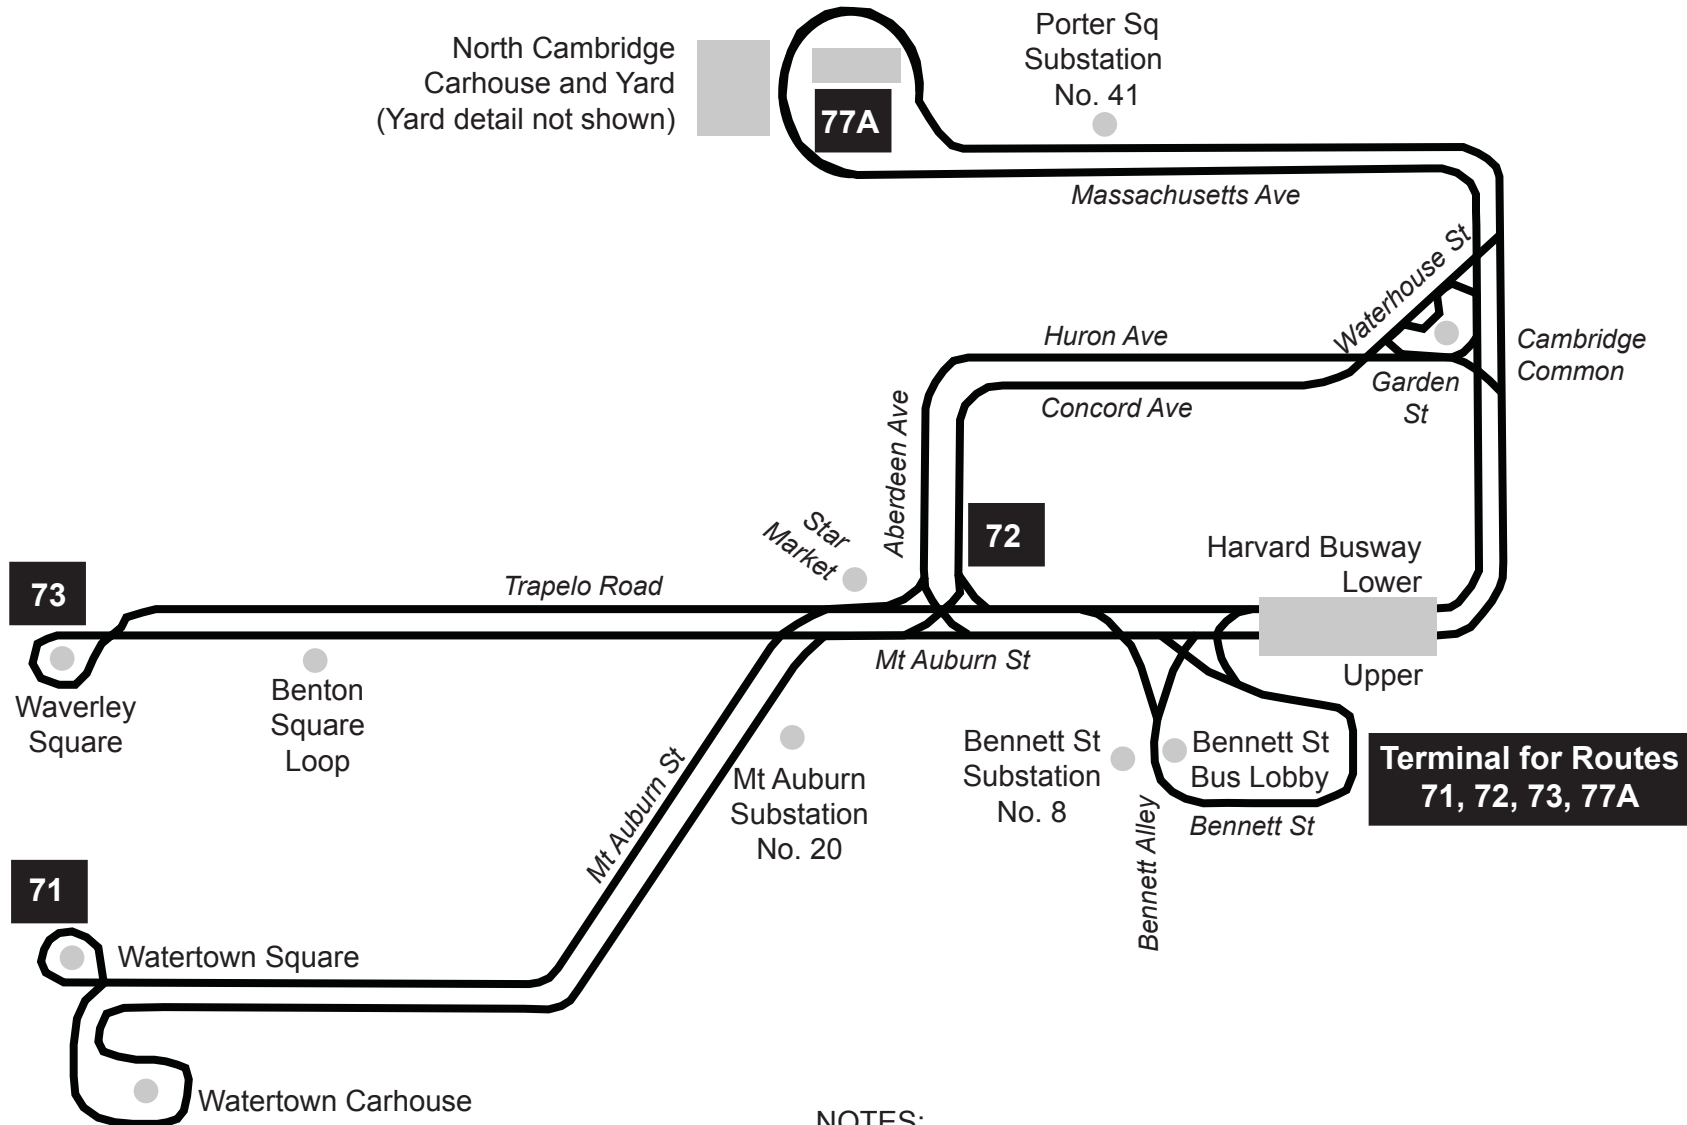 North Cambridge
Carhouse and Yard
(Yard detail not shown)
77A
Porter Sq
Substation
No. 41
Massachusetts Ave
Waterhouse St
Huron Ave
Cambridge
Common
Garden
St
Concord Ave
Aberdeen Ave
72
Star
Market
Harvard Busway
Lower
73
Trapelo Road
Mt Auburn St
Upper
Waverley
Square
Benton
Square
Loop
Mt Auburn St
Mt Auburn
Substation
No. 20
Bennett St
Substation
No. 8
Bennett St
Bus Lobby
Terminal for Routes
71, 72, 73, 77A
Bennett Alley
Bennett St
71
Watertown Square
Watertown Carhouse
NOTES: